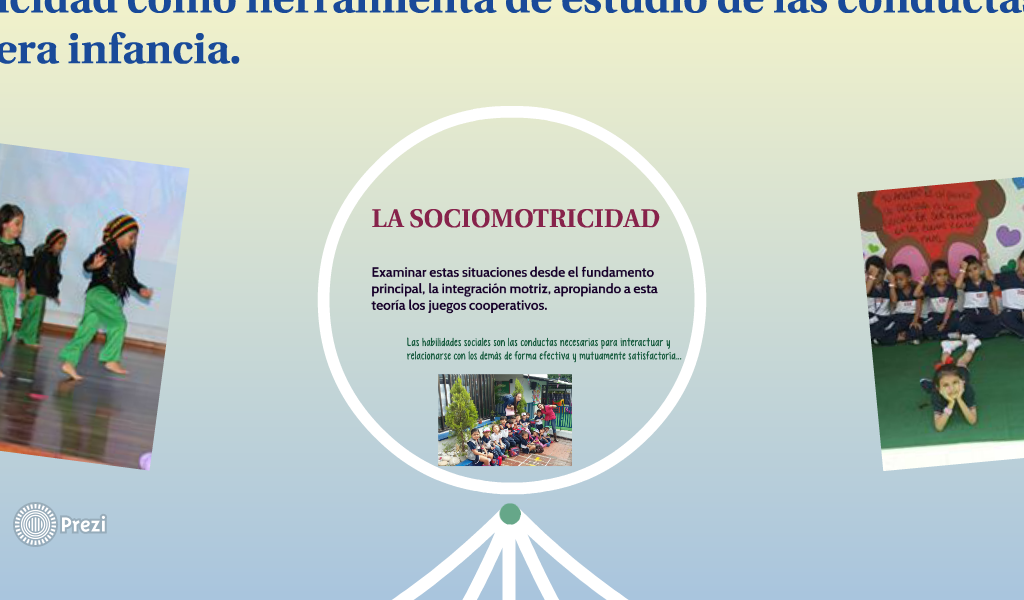 icidad como herramienta de estudio de las conductas
era infancia.
LA SOCIOMOTRICIDAD
Examinar estas situaciones desde el fundamento
principal, la integración motriz, apropiando a esta
teoría los juegos cooperativos.
Las habilidades sociales son las conductas necesarias para interactuar y
relacionarse con los demás de forma efectiva y mutuamente satisfactoria...
Prezi